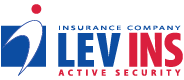 INSURANCE COMPANY
LEV INS
ACTIVE SECURITY